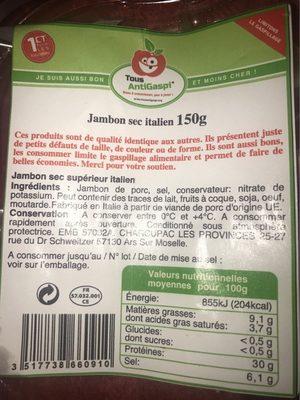 1€
LIMITONS
LE GASPILLAGE
Tous
AntiGaspi
JE SUIS AUSSI BON
ET MOINS CHER !
Jambon sec italien 150g
Ces produits sont de qualité identique aux autres. Ils présentent juste
de petits défauts de taille, de couleur ou de forme. Ils sont aussi bons,
les consommer limite le gaspillage alimentaire et permet de faire de
belles économies. Merci pour votre soutien.
Jambon sec supérieur italien
Ingrédients : Jambon de porc, sel, conservateur: nitrate de
potassium. Peut contenir des traces de lait, fruits à coque, soja, oeuf,
moutarde. Fabriqué en Italie à partir de viande de porc d'origine UE.
Conservation : A conserver entre 0°C et +4°C. A consommer
rapidement après ouverture. Conditionné sous atmosphère
protectrice. EMB 57032A CHARCUPAC LES PROVINCES 25-27
rue du Dr Schweitzer 57130 Ars Sur Moselle.
A consommer jusqu'au / N° lot / Date de mise au sel :
voir sur l'emballage.
FR
57.032.001
CE
3517738660910
Valeurs nutritionnelles
moyennes pour 100g
Énergie: 855kJ (204kcal)
Matières grasses: 9,1 g
dont acides gras saturés: 3,7 g
Glucides: < 0,5 g
dont sucres: < 0,5 g
Protéines: 30 g
Sel: 6,1 g